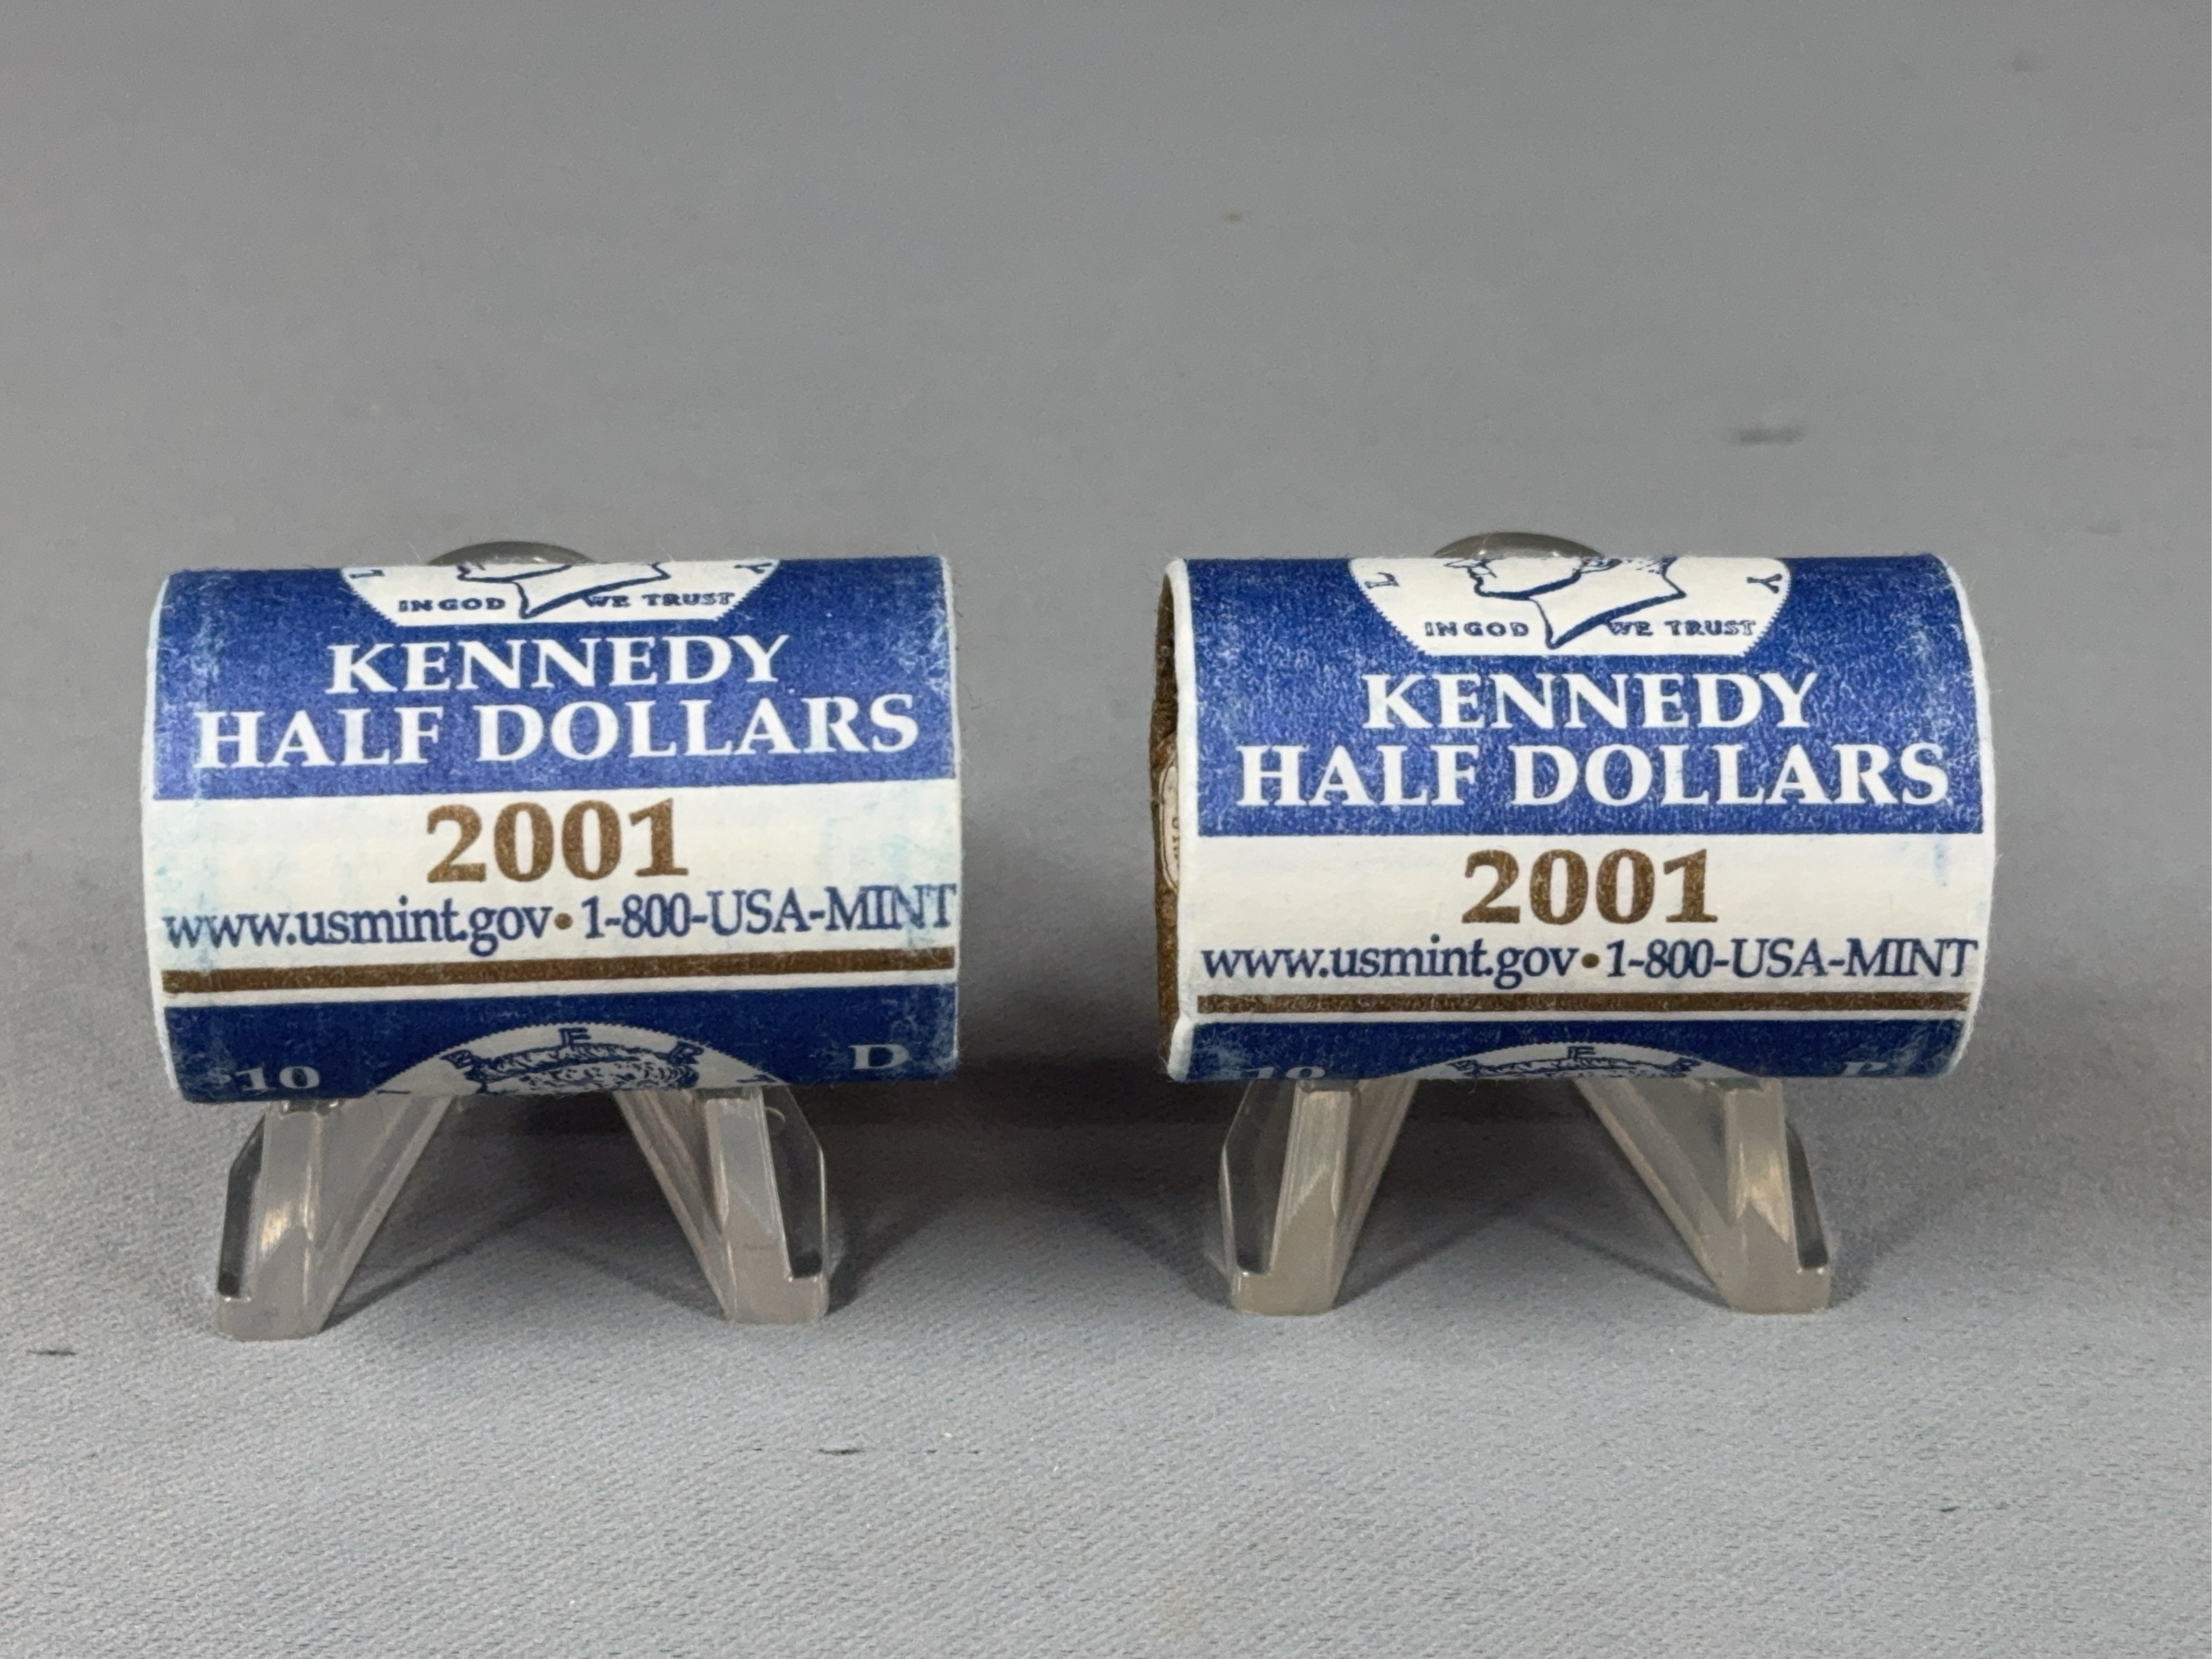 L Y
IN GOD WE TRUST
KENNEDY
HALF DOLLARS
2001
www.usmint.gov • 1-800-USA-MINT
$10 D
L Y
IN GOD WE TRUST
KENNEDY
HALF DOLLARS
2001
www.usmint.gov • 1-800-USA-MINT
P